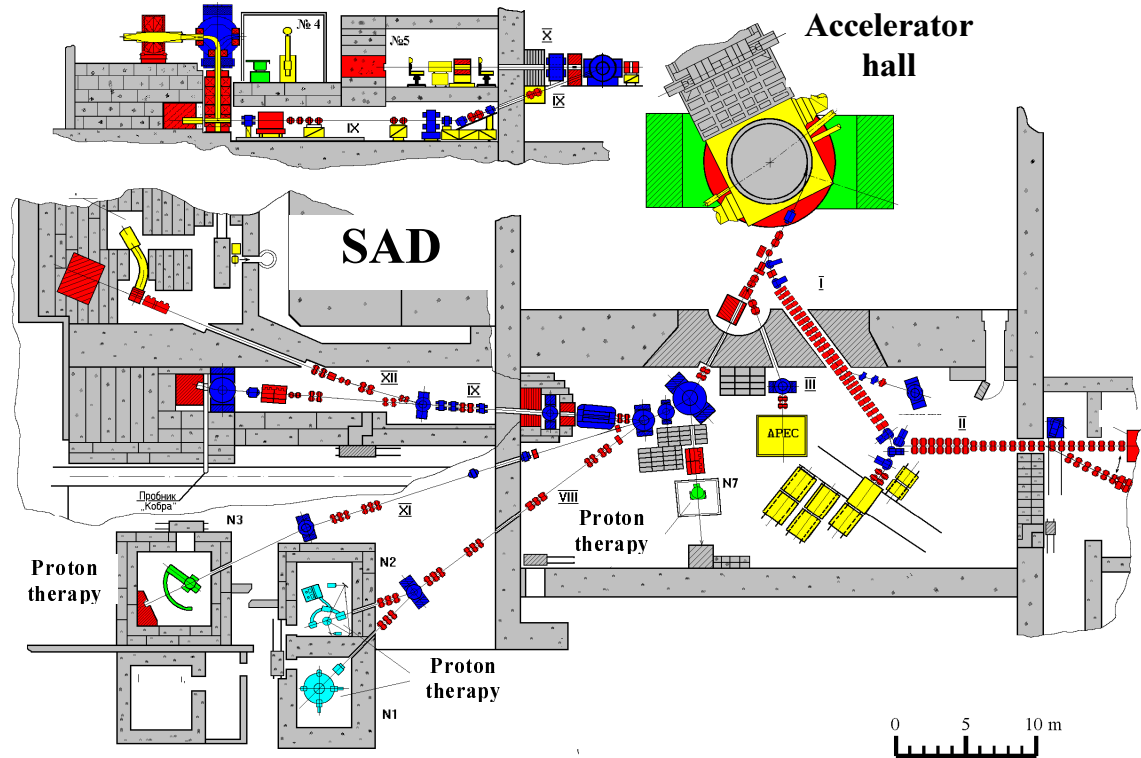 Accelerator
hall
№ 4
№5
X
IX
IX
SAD
I
XII
IX
III
II
АРЕС
Пробник
"Кобра"
XI
VIII
N7
N3
N2
Proton
therapy
Proton
therapy
Proton
therapy
N1
0 5 10 m